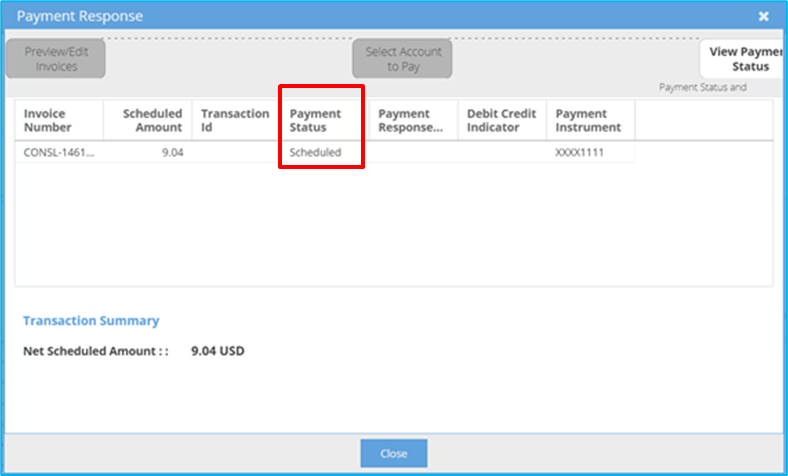 Payment Response
Preview/Edit
Invoices
Select Account
to Pay
View Paymer
Status
Payment Status and
Invoice
Number
Scheduled
Amount
Transaction
Id
Payment
Status
Payment
Response...
Debit Credit
Indicator
Payment
Instrument
CONSL-1461... 9.04 Scheduled XXXX1111
Transaction Summary
Net Scheduled Amount : : 9.04 USD
Close